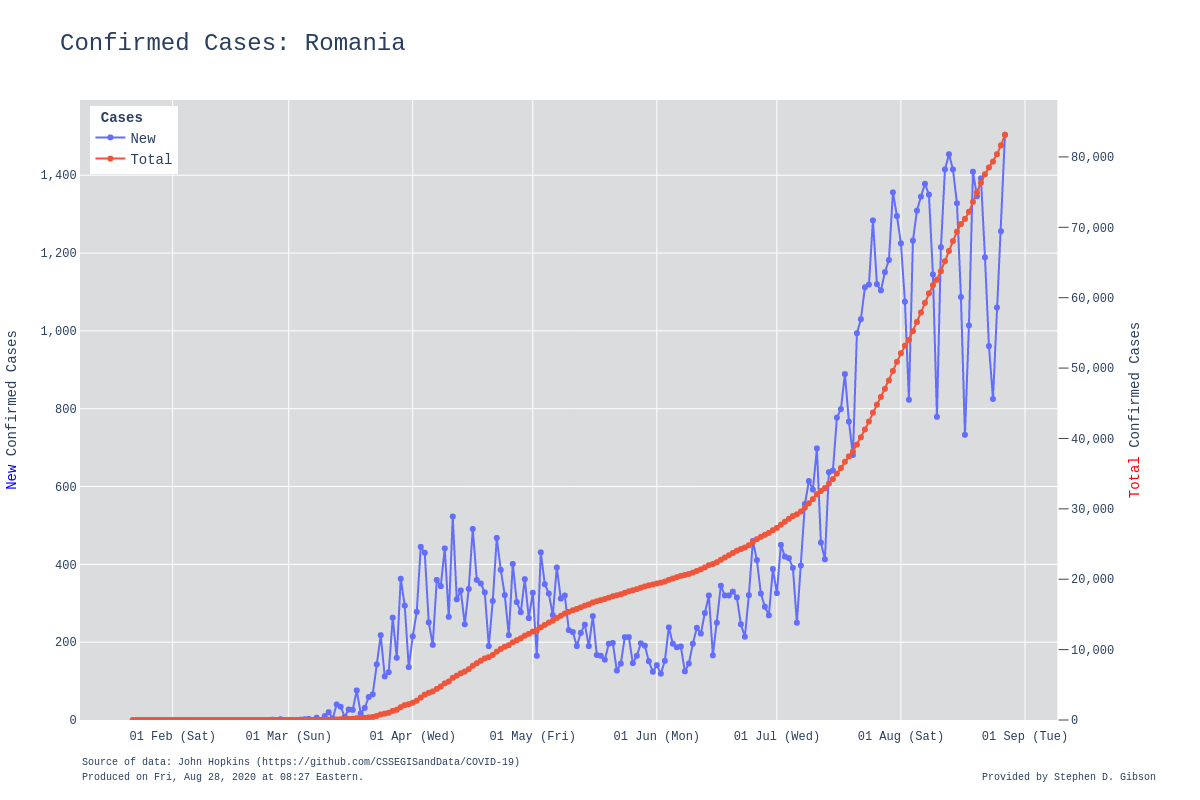 Confirmed Cases: Romania
Cases
New
Total
1,400
1,200
1,000
800
600
400
200
0
80,000
70,000
60,000
50,000
40,000
30,000
20,000
10,000
0
New Confirmed Cases
Total Confirmed Cases
01 Feb (Sat) 01 Mar (Sun) 01 Apr (Wed) 01 May (Fri) 01 Jun (Mon) 01 Jul (Wed) 01 Aug (Sat) 01 Sep (Tue)
Source of data: John Hopkins (https://github.com/CSSEGISandData/COVID-19)
Produced on Fri, Aug 28, 2020 at 08:27 Eastern.
Provided by Stephen D. Gibson